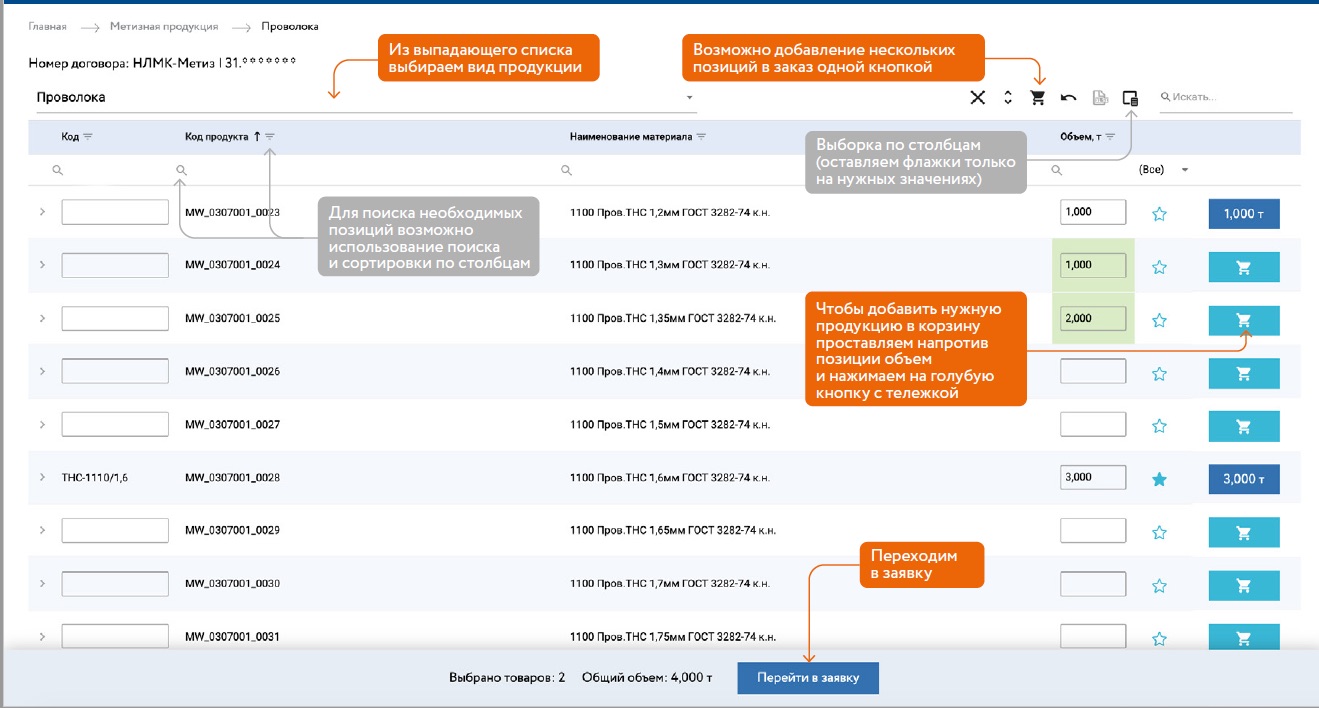 Главная Метизная продукция Проволока
Номер договора: НЛМК-Метиз | 31.*******
Из выпадающего списка
выбираем вид продукции
Возможно добавление нескольких
позиций в заказ одной кнопкой
Проволока
Искать...
Код Код продукта ↑ Наименование материала Объем, т
Выборка по столбцам
(оставляем флажки только
на нужных значениях)
(Все)
Для поиска необходимых
позиций возможно
использование поиска
и сортировки по столбцам
MW_0307001_0023 1100 Пров.ТНС 1,2мм ГОСТ 3282-74 к.н. 1,000 1,000 т
MW_0307001_0024 1100 Пров.ТНС 1,3мм ГОСТ 3282-74 к.н. 1,000
MW_0307001_0025 1100 Пров.ТНС 1,35мм ГОСТ 3282-74 к.н. 2,000
Чтобы добавить нужную
продукцию в корзину
проставляем напротив
позиции объем
и нажимаем на голубую
кнопку с тележкой
MW_0307001_0026 1100 Пров.ТНС 1,4мм ГОСТ 3282-74 к.н.
MW_0307001_0027 1100 Пров.ТНС 1,5мм ГОСТ 3282-74 к.н.
ТНС-1110/1,6 MW_0307001_0028 1100 Пров.ТНС 1,6мм ГОСТ 3282-74 к.н. 3,000 3,000 т
MW_0307001_0029 1100 Пров.ТНС 1,65мм ГОСТ 3282-74 к.н.
Переходим
в заявку
MW_0307001_0030 1100 Пров.ТНС 1,7мм ГОСТ 3282-74 к.н.
MW_0307001_0031 1100 Пров.ТНС 1,75мм ГОСТ 3282-74 к.н.
Выбрано товаров: 2 Общий объем: 4,000 т Перейти в заявку